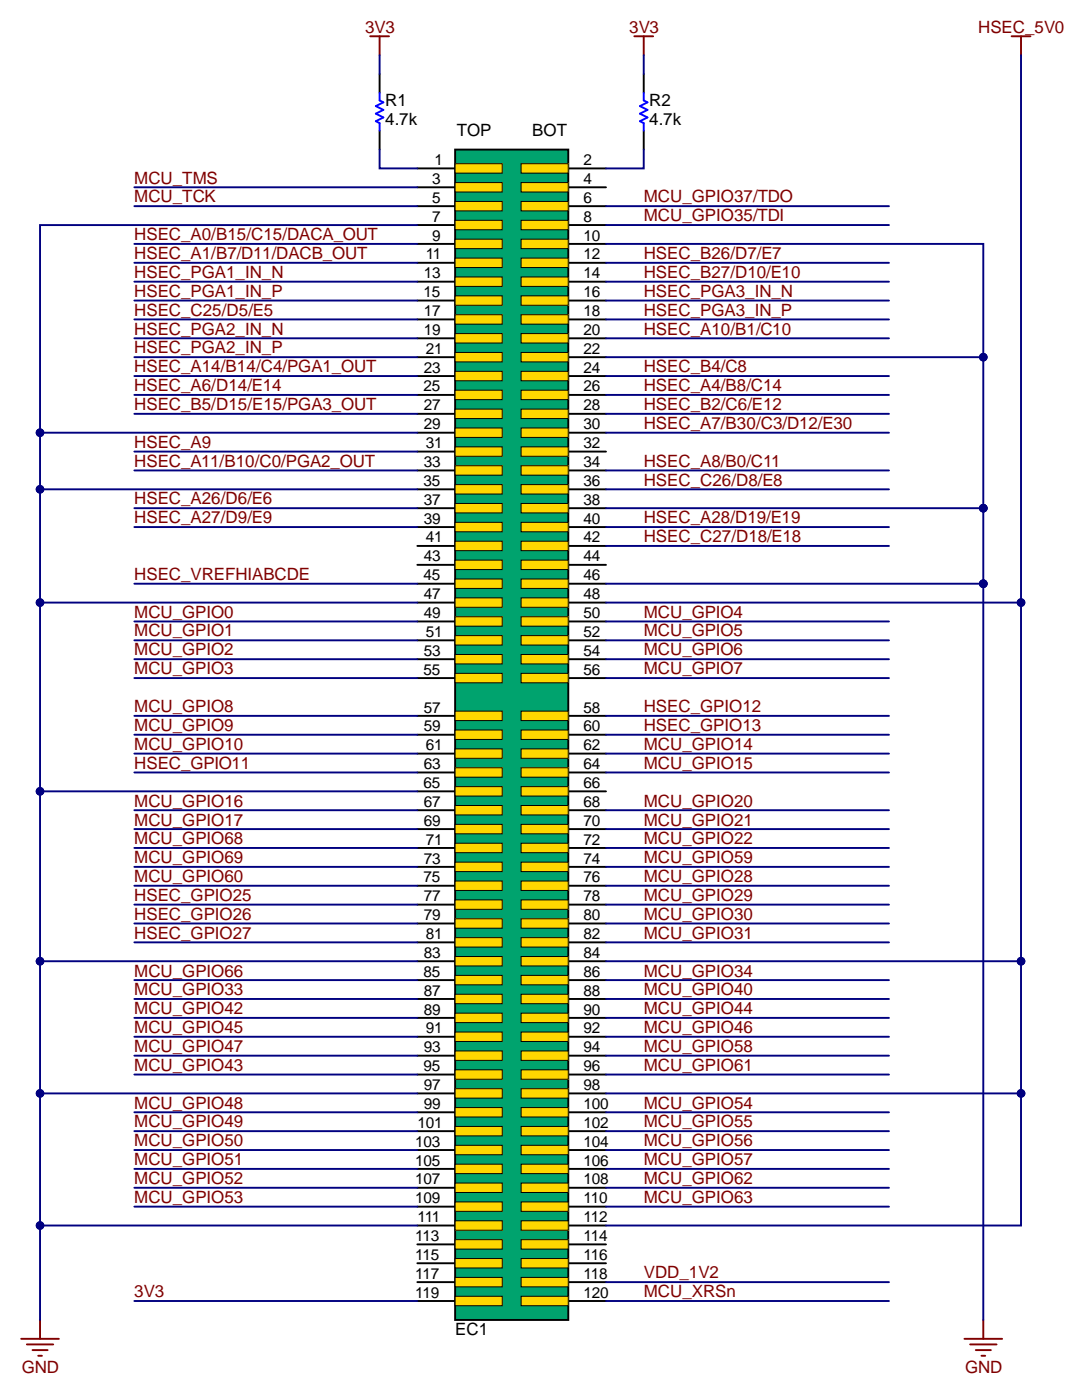 3V3 3V3 HSEC_5V0
R1 4.7k R2 4.7k
TOP BOT
1 2
MCU_TMS 3 4
MCU_TCK 5 6 MCU_GPIO37/TDO
7 8 MCU_GPIO35/TDI
HSEC_A0/B15/C15/DACA_OUT 9 10
HSEC_A1/B7/D11/DACB_OUT 11 12 HSEC_B26/D7/E7
HSEC_PGA1_IN_N 13 14 HSEC_B27/D10/E10
HSEC_PGA1_IN_P 15 16 HSEC_PGA3_IN_N
HSEC_C25/D5/E5 17 18 HSEC_PGA3_IN_P
HSEC_PGA2_IN_N 19 20 HSEC_A10/B1/C10
HSEC_PGA2_IN_P 21 22
HSEC_A14/B14/C4/PGA1_OUT 23 24 HSEC_B4/C8
HSEC_A6/D14/E14 25 26 HSEC_A4/B8/C14
HSEC_B5/D15/E15/PGA3_OUT 27 28 HSEC_B2/C6/E12
29 30 HSEC_A7/B30/C3/D12/E30
HSEC_A9 31 32
HSEC_A11/B10/C0/PGA2_OUT 33 34 HSEC_A8/B0/C11
35 36 HSEC_C26/D8/E8
HSEC_A26/D6/E6 37 38
HSEC_A27/D9/E9 39 40 HSEC_A28/D19/E19
41 42 HSEC_C27/D18/E18
43 44
HSEC_VREFHIABCDE 45 46
47 48
MCU_GPIO0 49 50 MCU_GPIO4
MCU_GPIO1 51 52 MCU_GPIO5
MCU_GPIO2 53 54 MCU_GPIO6
MCU_GPIO3 55 56 MCU_GPIO7
MCU_GPIO8 57 58 HSEC_GPIO12
MCU_GPIO9 59 60 HSEC_GPIO13
MCU_GPIO10 61 62 MCU_GPIO14
HSEC_GPIO11 63 64 MCU_GPIO15
65 66
MCU_GPIO16 67 68 MCU_GPIO20
MCU_GPIO17 69 70 MCU_GPIO21
MCU_GPIO68 71 72 MCU_GPIO22
MCU_GPIO69 73 74 MCU_GPIO59
MCU_GPIO60 75 76 MCU_GPIO28
HSEC_GPIO25 77 78 MCU_GPIO29
HSEC_GPIO26 79 80 MCU_GPIO30
HSEC_GPIO27 81 82 MCU_GPIO31
83 84
MCU_GPIO66 85 86 MCU_GPIO34
MCU_GPIO33 87 88 MCU_GPIO40
MCU_GPIO42 89 90 MCU_GPIO44
MCU_GPIO45 91 92 MCU_GPIO46
MCU_GPIO47 93 94 MCU_GPIO58
MCU_GPIO43 95 96 MCU_GPIO61
97 98
MCU_GPIO48 99 100 MCU_GPIO54
MCU_GPIO49 101 102 MCU_GPIO55
MCU_GPIO50 103 104 MCU_GPIO56
MCU_GPIO51 105 106 MCU_GPIO57
MCU_GPIO52 107 108 MCU_GPIO62
MCU_GPIO53 109 110 MCU_GPIO63
111 112
113 114
115 116
117 118 VDD_1V2
3V3 119 120 MCU_XRSn
EC1
GND GND